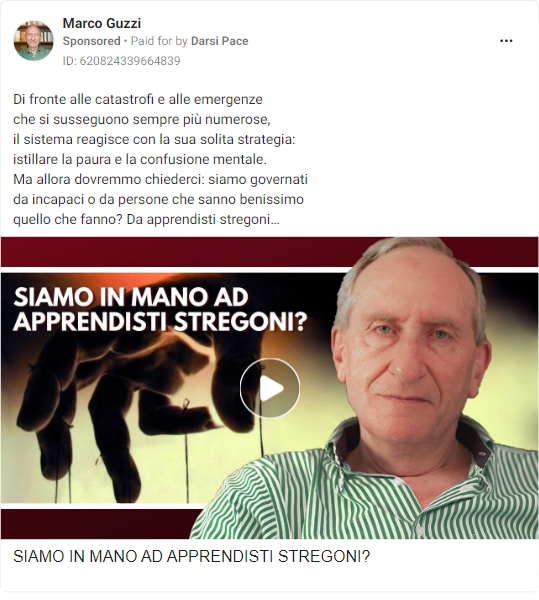 Marco Guzzi
Sponsored • Paid for by Darsi Pace
ID: 620824339664839
Di fronte alle catastrofi e alle emergenze
che si susseguono sempre più numerose,
il sistema reagisce con la sua solita strategia:
istillare la paura e la confusione mentale.
Ma allora dovremmo chiederci: siamo governati
da incapaci o da persone che sanno benissimo
quello che fanno? Da apprendisti stregoni...
SIAMO IN MANO AD
APPRENDISTI STREGONI?
SIAMO IN MANO AD APPRENDISTI STREGONI?